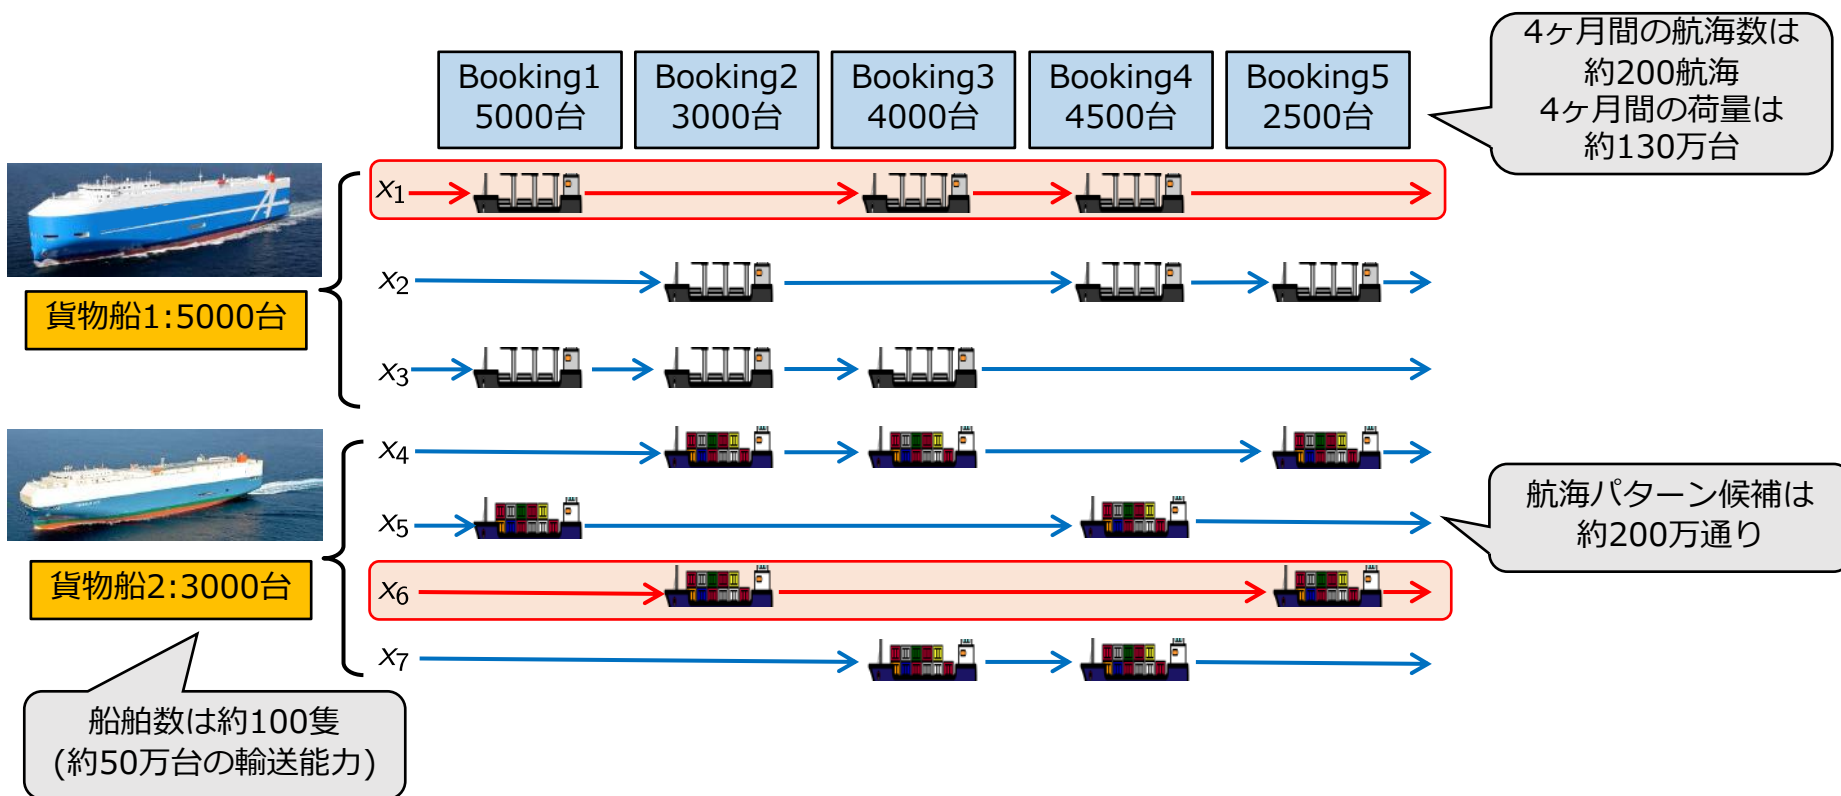 4ヶ月間の航海数は
約200航海
4ヶ月間の荷量は
約130万台
Booking1
5000台
Booking2
3000台
Booking3
4000台
Booking4
4500台
Booking5
2500台
x1
x2
貨物船1:5000台
x3
x4
航海パターン候補は
約200万通り
x5
貨物船2:3000台
x6
x7
船舶数は約100隻
(約50万台の輸送能力)